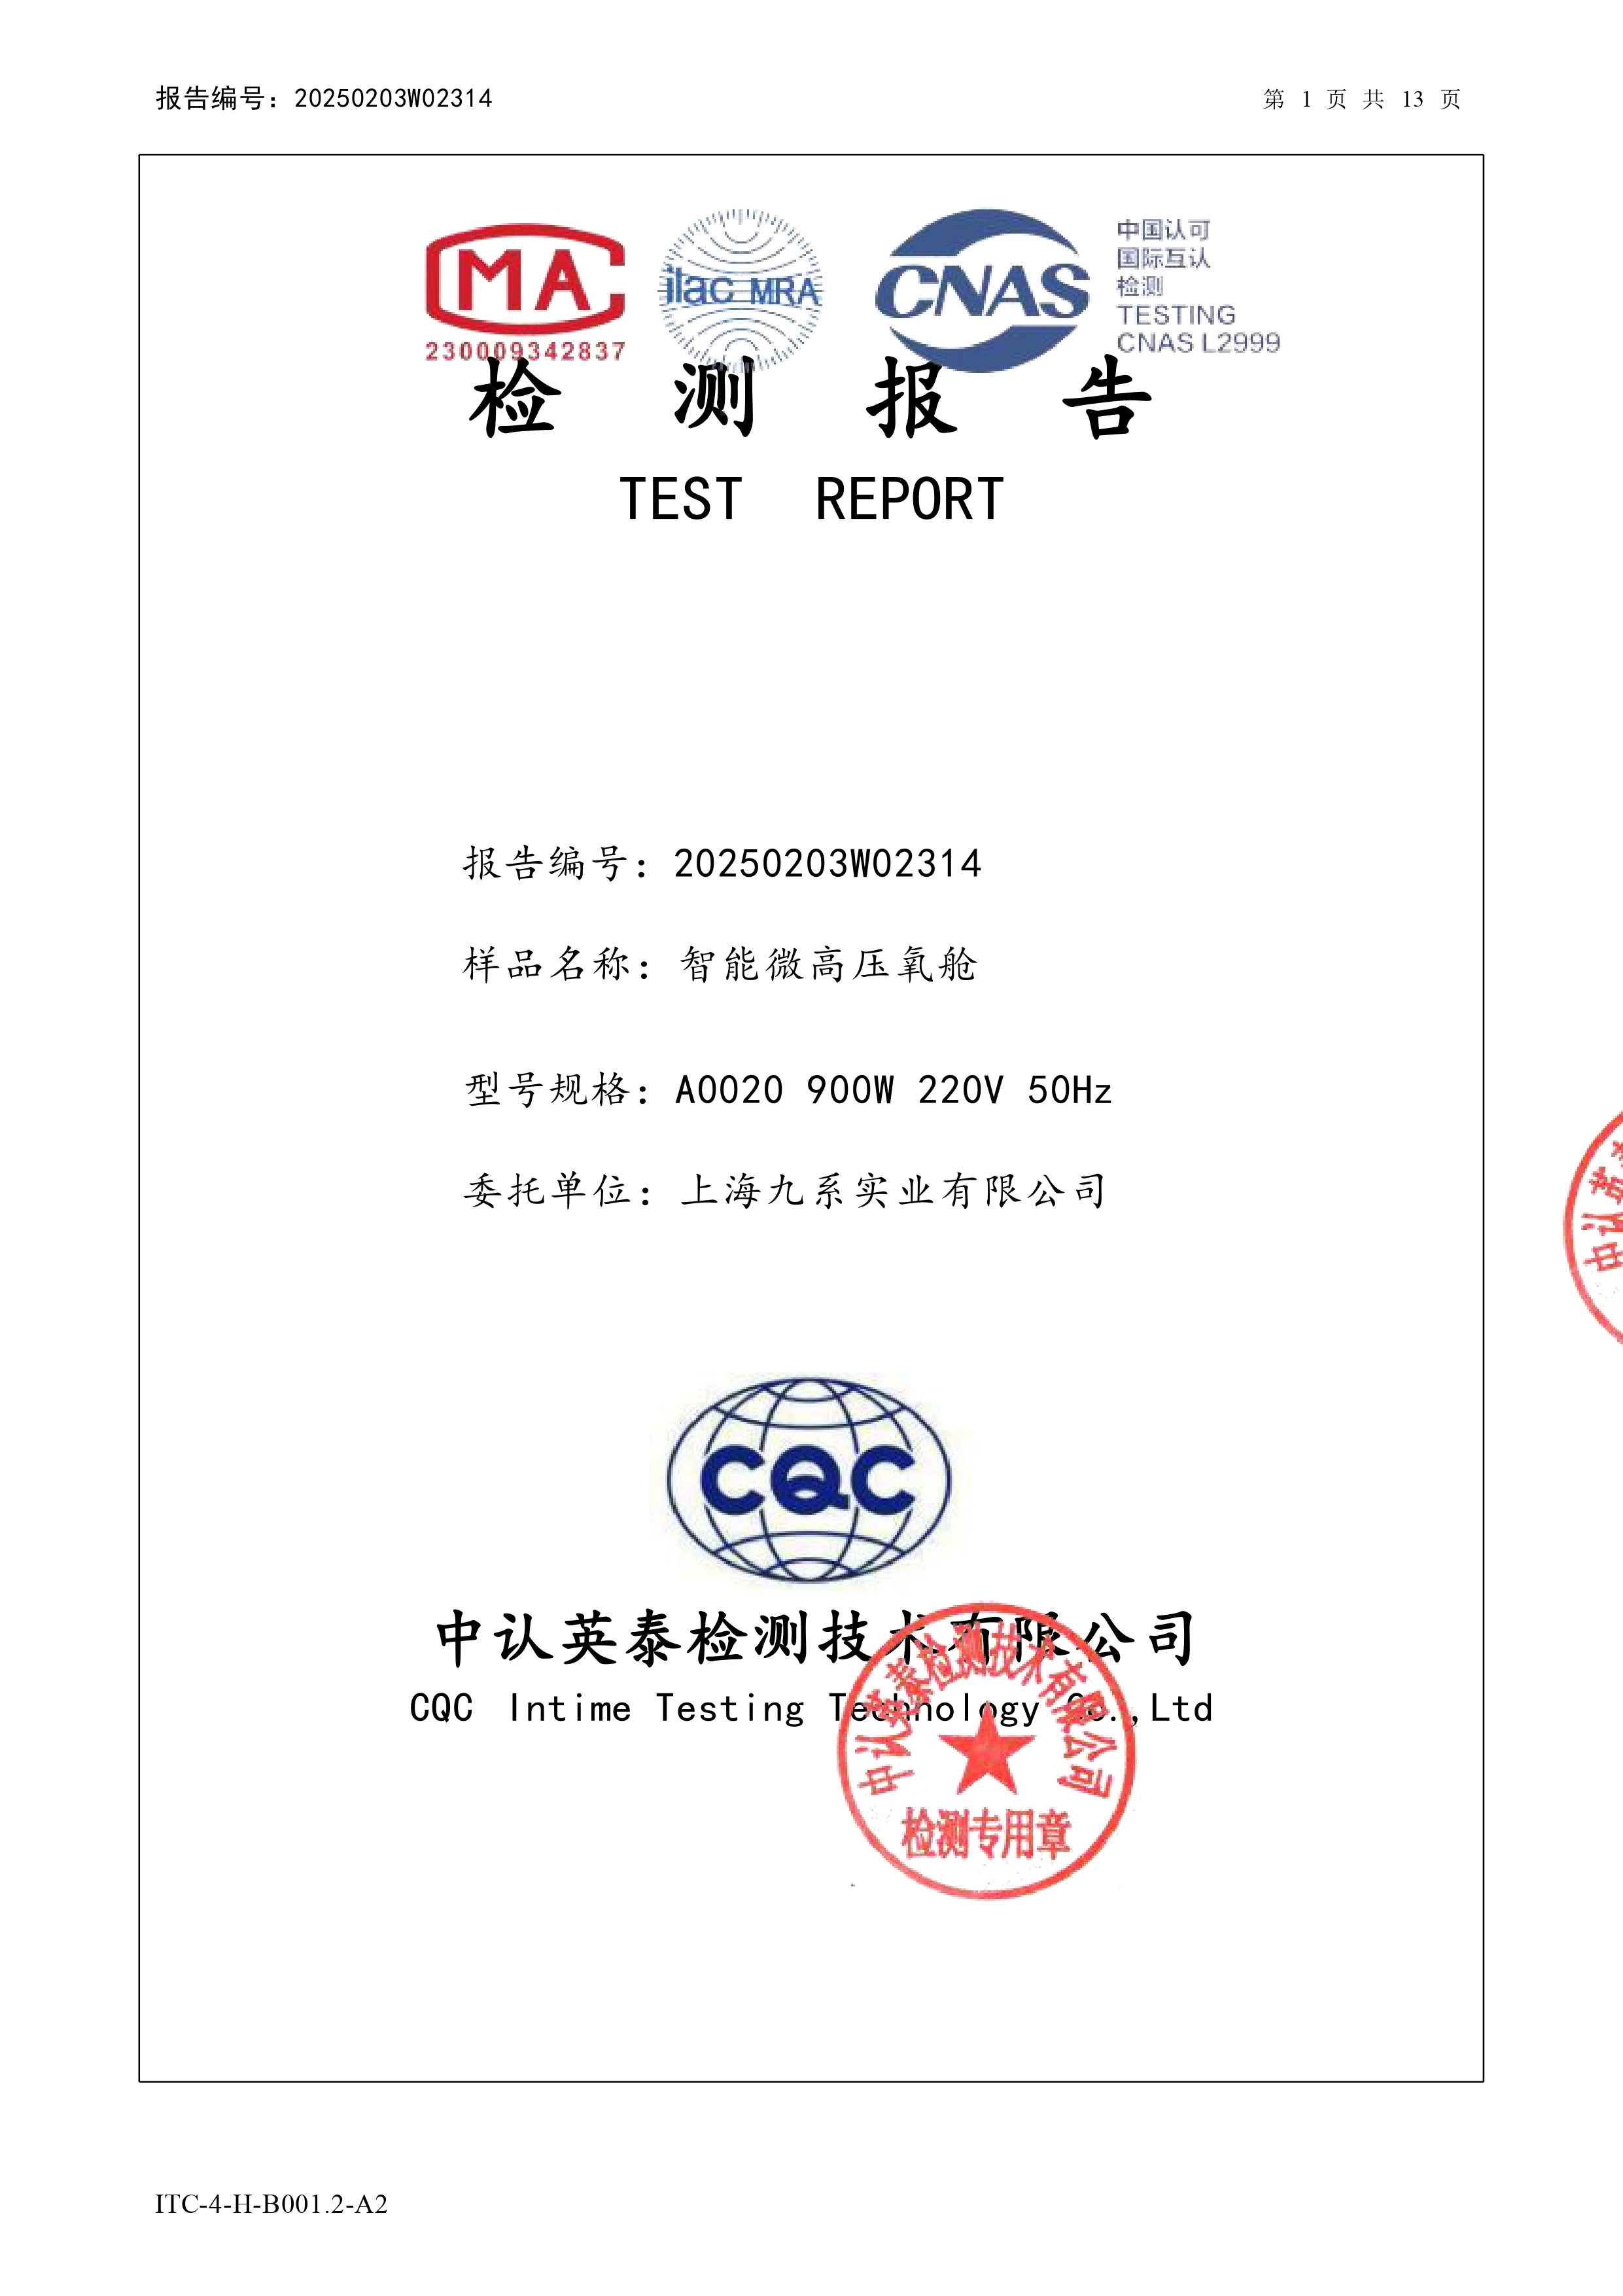 报告编号：20250203W02314
第 1 页 共 13 页
MA
230009342837
ilac-MRA
CNAS
中国认可
国际互认
检测
TESTING
CNAS L2999
检 测 报 告
TEST REPORT
报告编号：20250203W02314
样品名称：智能微高压氧舱
型号规格：A0020 900W 220V 50Hz
委托单位：上海九系实业有限公司
中认英
CQC
中认英泰检测技术有限公司
CQC Intime Testing Technology Co.,Ltd
中认英泰检测技术有限公司
检测专用章
ITC-4-H-B001.2-A2